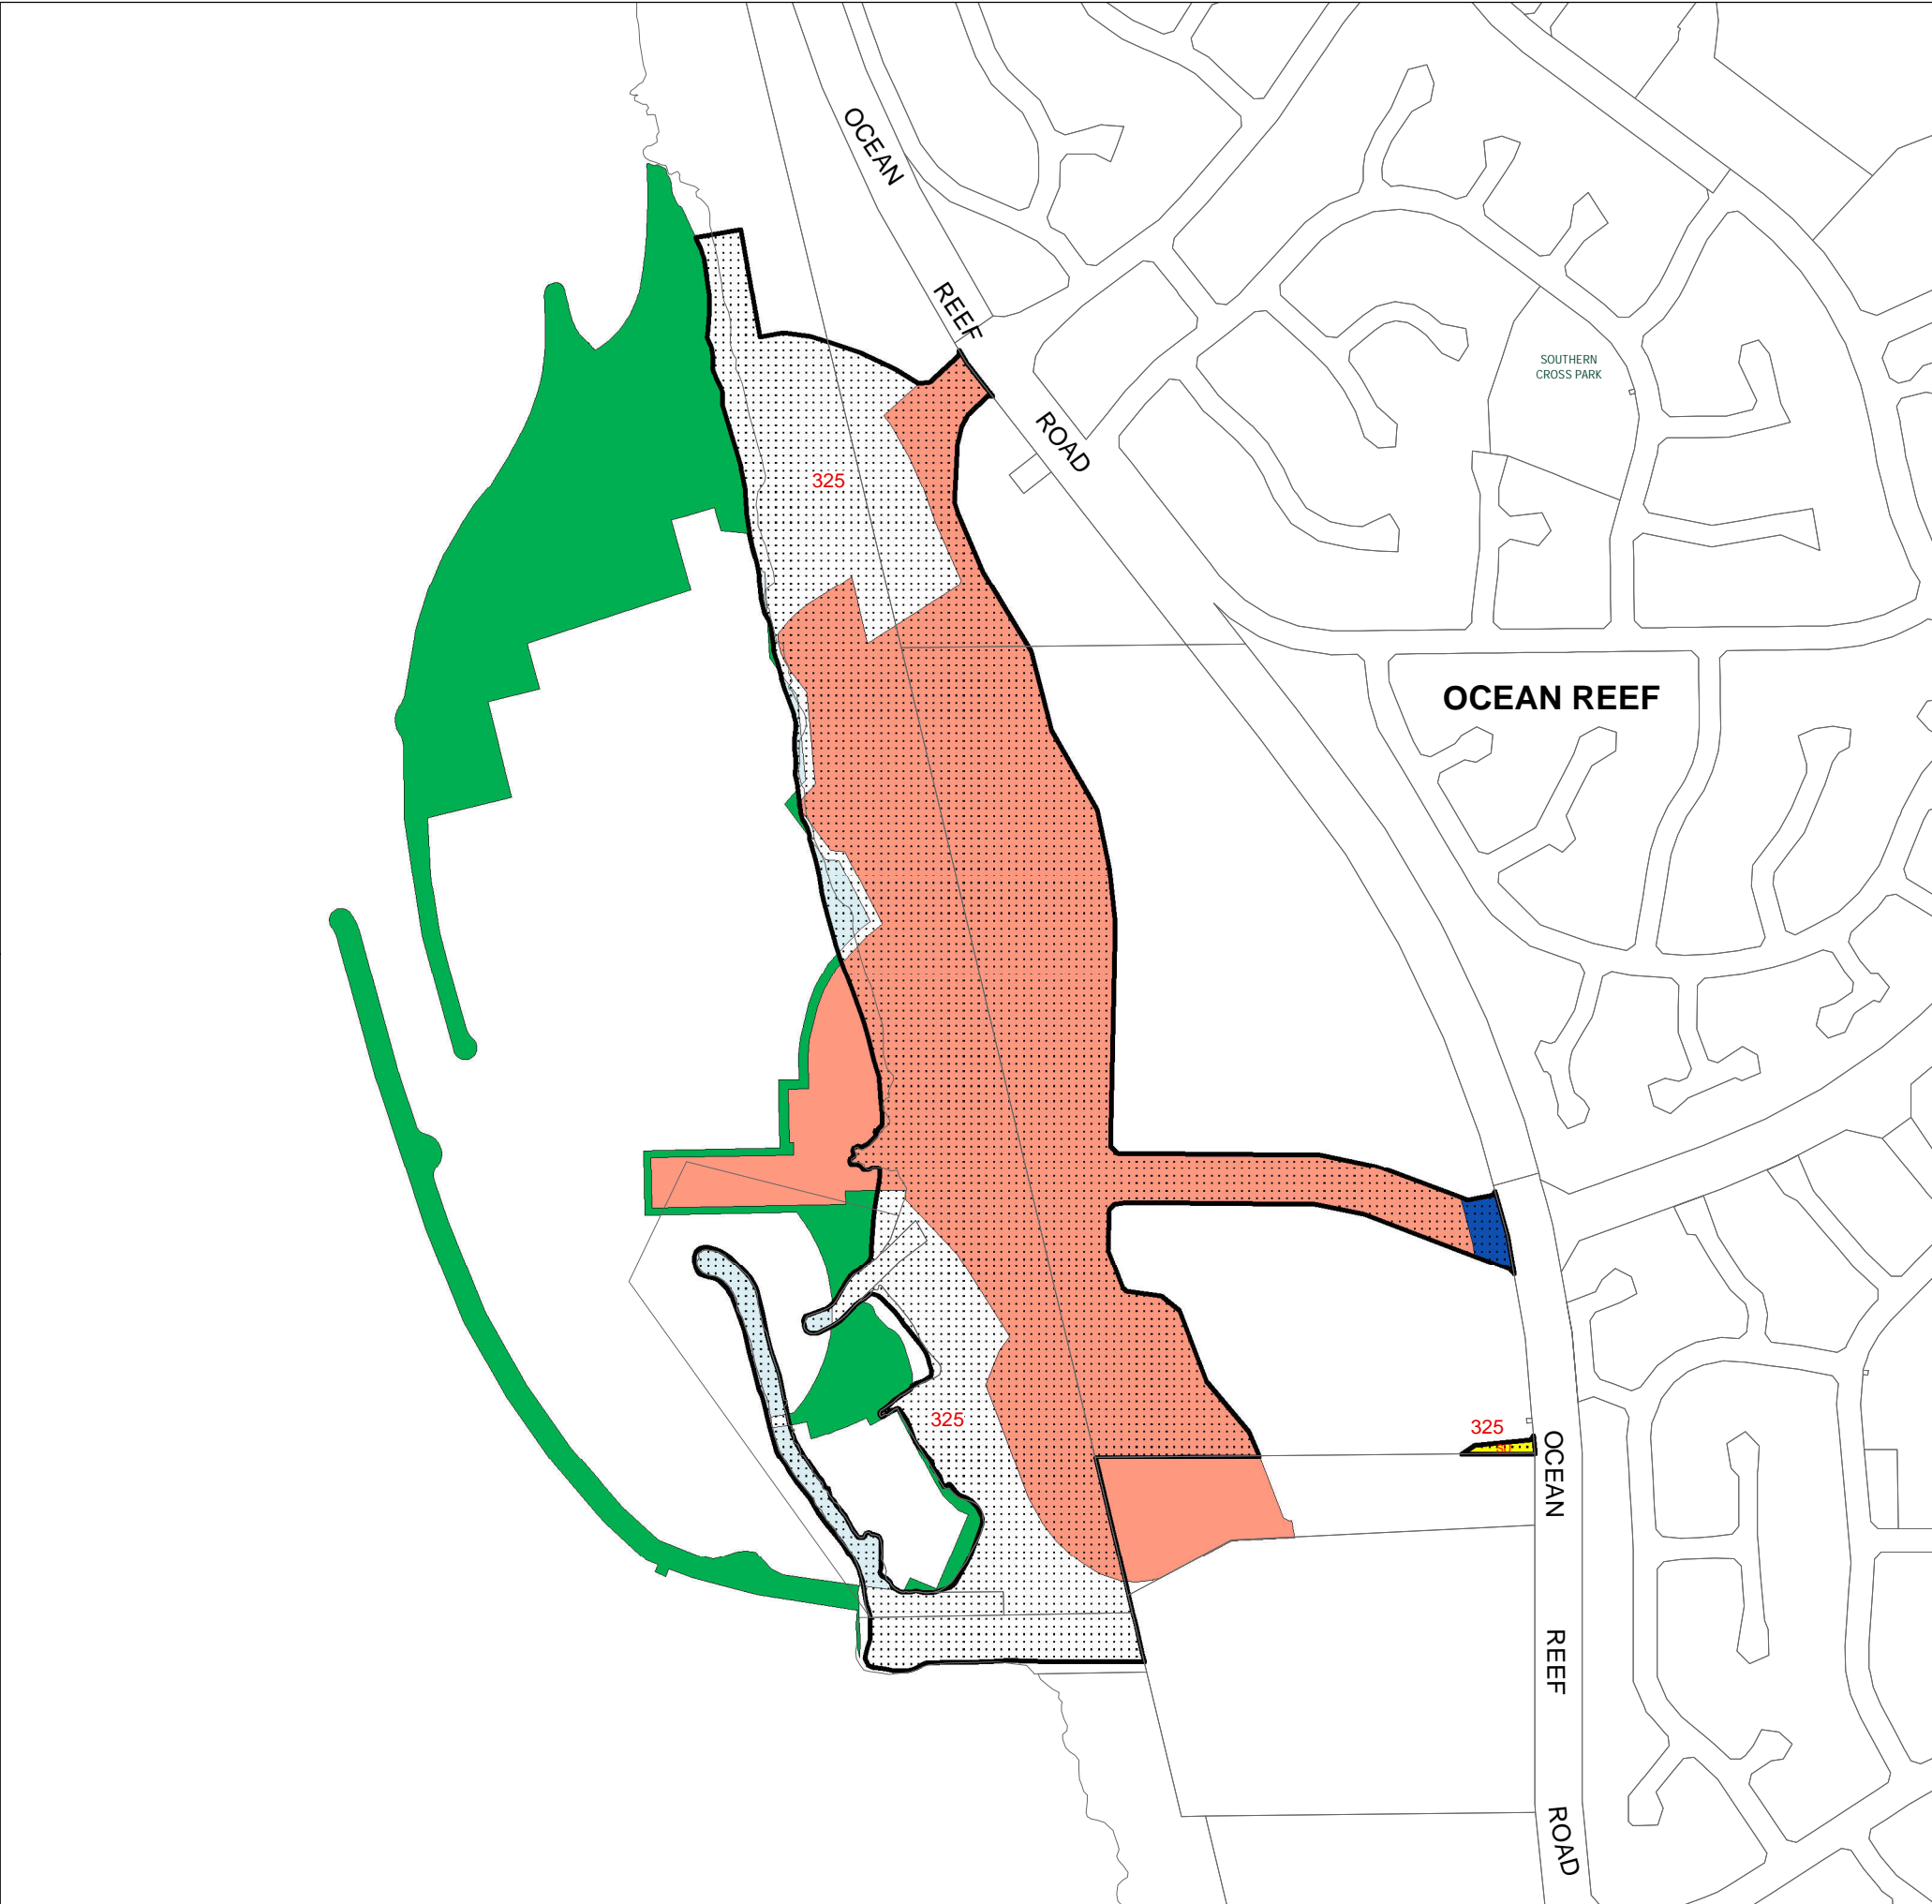 OCEAN
REEF
ROAD
SOUTHERN
CROSS PARK
325
OCEAN REEF
325
325
OCEAN
REEF
ROAD